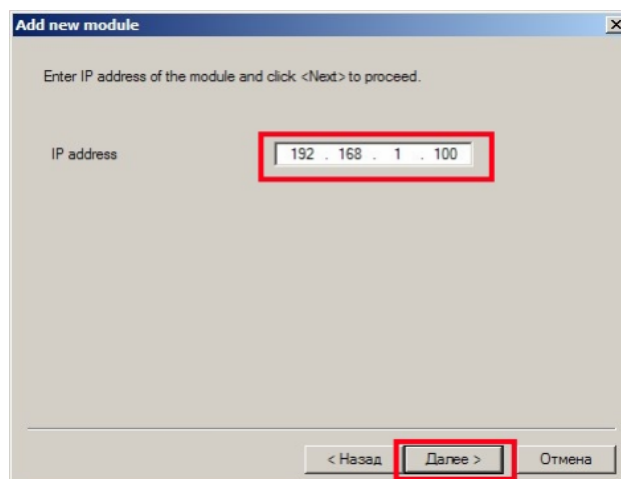 Add new module
Enter IP address of the module and click <Next> to proceed.
IP address 192 . 168 . 1 . 100
< Назад Далее > Отмена